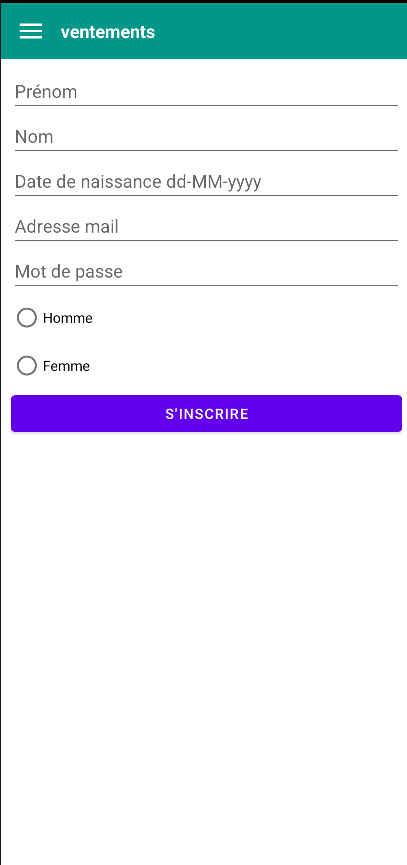 ventements
Prénom
Nom
Date de naissance dd-MM-yyyy
Adresse mail
Mot de passe
Homme
Femme
S'INSCRIRE